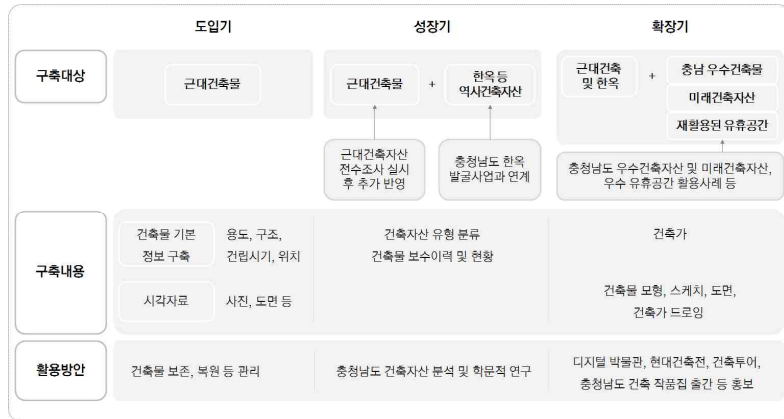 도입기
성장기
확장기
구축대상
근대건축물
근대건축물
+
한옥 등
역사건축자산
근대건축
및 한옥
+
충남 우수건축물
미래건축자산
재활용된 유휴공간
근대건축자산
전수조사 실시
후 추가 반영
충청남도 한옥
발굴사업과 연계
충청남도 우수건축자산 및 미래건축자산,
우수 유휴공간 활용사례 등
구축내용
건축물 기본
정보 구축
용도, 구조,
건립시기, 위치
시각자료
사진, 도면 등
건축자산 유형 분류
건축물 보수이력 및 현황
건축가
건축물 모형, 스케치, 도면,
건축가 드로잉
활용방안
건축물 보존, 복원 등 관리
충청남도 건축자산 분석 및 학문적 연구
디지털 박물관, 현대건축전, 건축투어,
충청남도 건축 작품집 출간 등 홍보